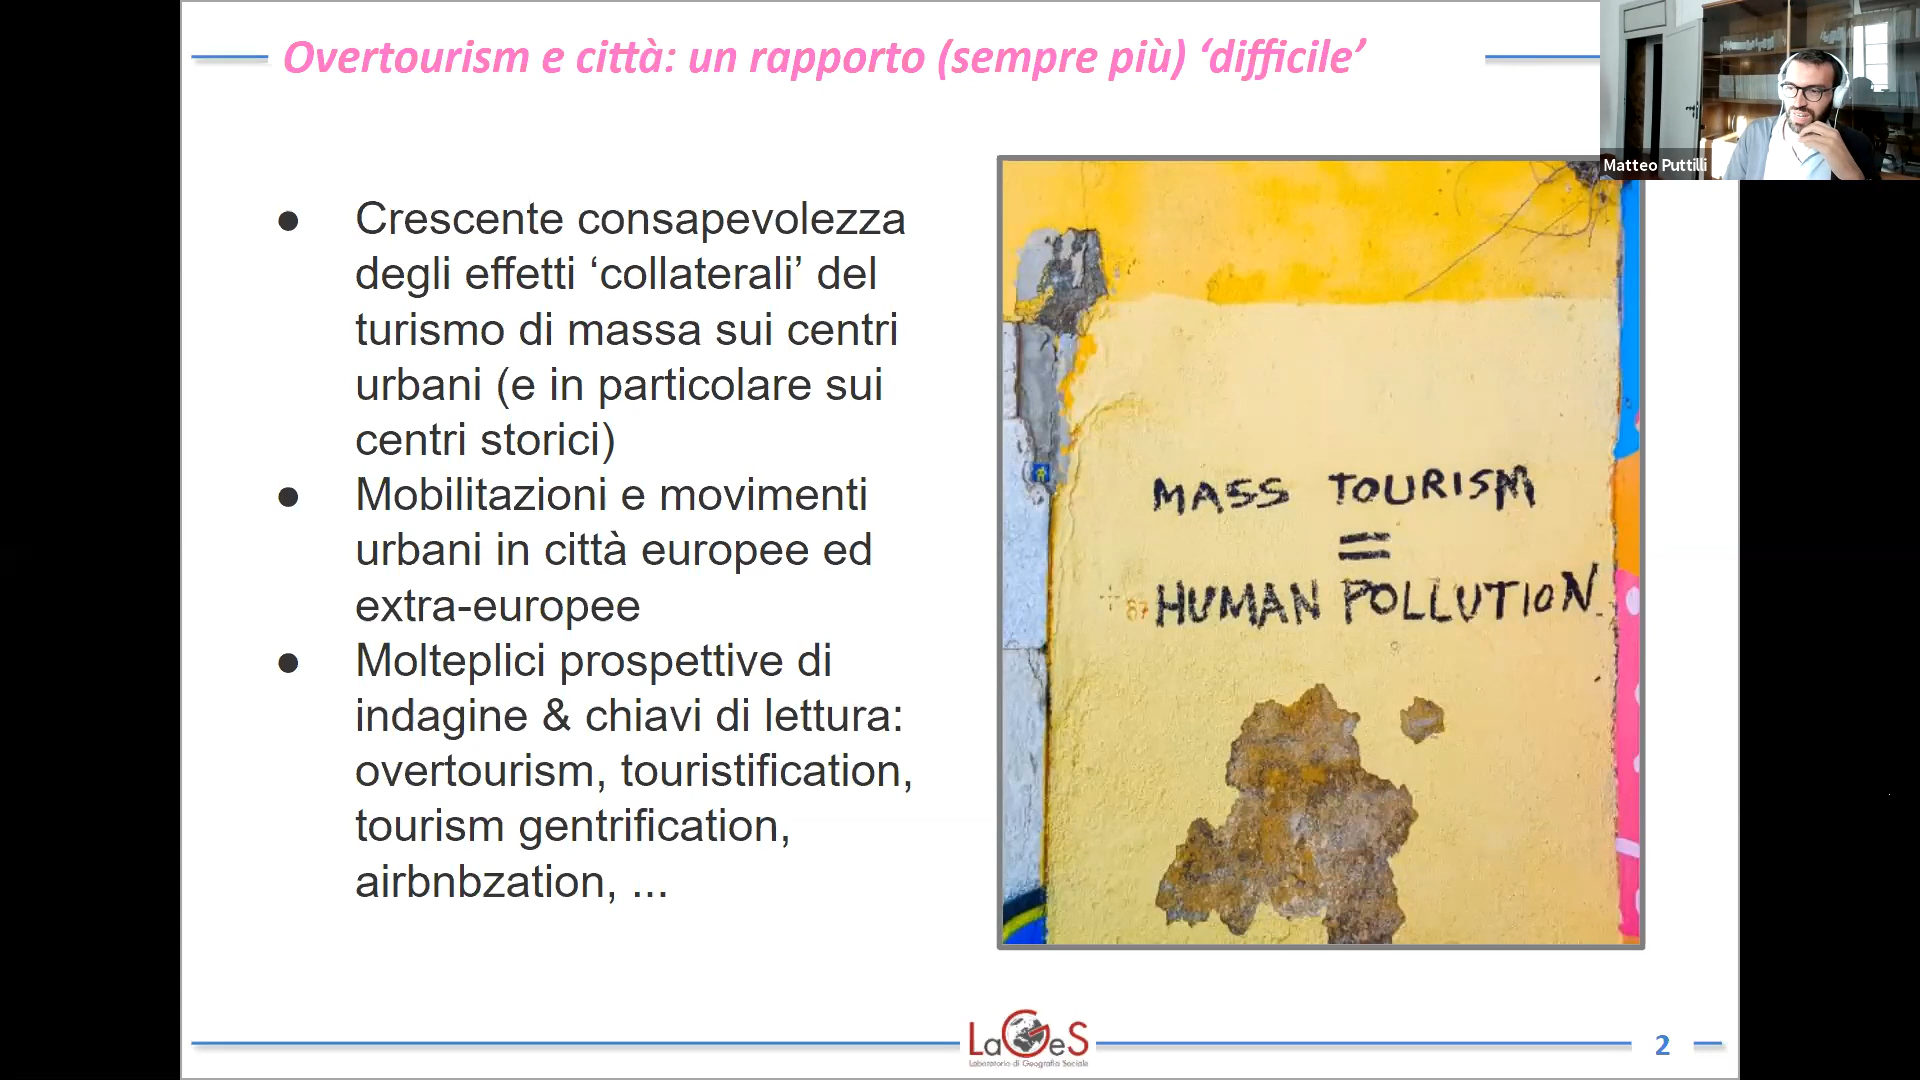 Overtourism e città: un rapporto (sempre più) ‘difficile’
Matteo Puttilli
● Crescente consapevolezza
degli effetti ‘collaterali’ del
turismo di massa sui centri
urbani (e in particolare sui
centri storici)
● Mobilitazioni e movimenti
urbani in città europee ed
extra-europee
● Molteplici prospettive di
indagine & chiavi di lettura:
overtourism, touristification,
tourism gentrification,
airbnbzation, ...
MASS TOURISM
=
HUMAN POLLUTION
67
LaGeS
Laboratorio di Geografia Sociale
2